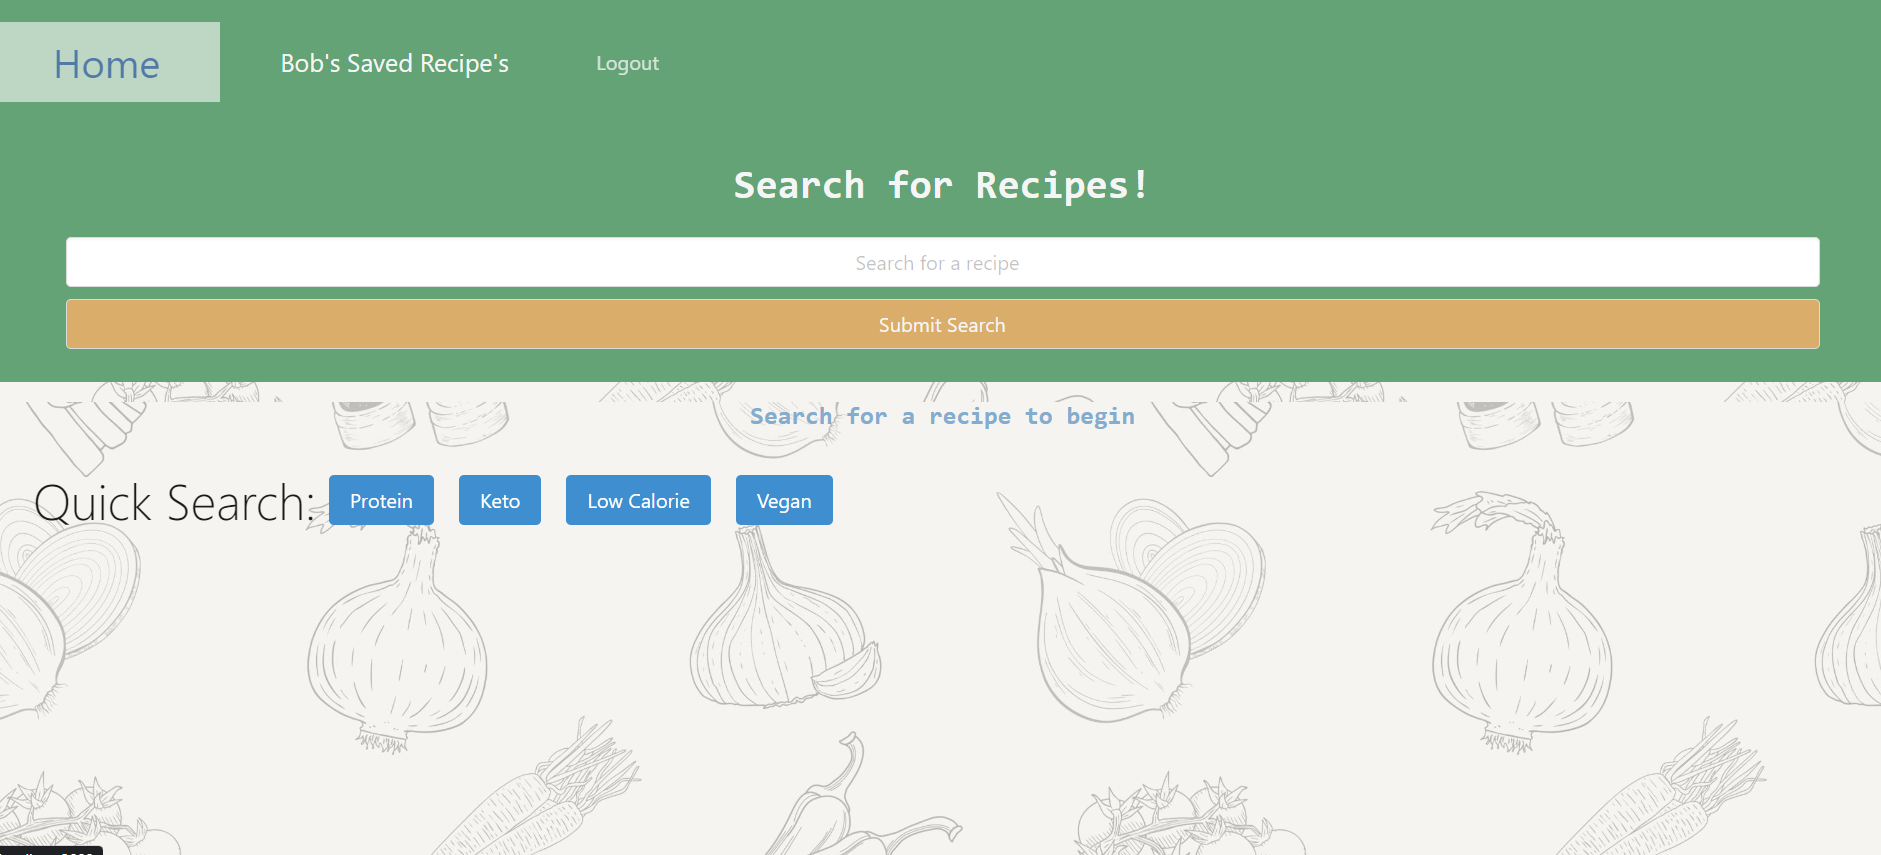 Home
Bob's Saved Recipe's
Logout
Search for Recipes!
Search for a recipe
Submit Search
Search for a recipe to begin
Quick Search:
Protein
Keto
Low Calorie
Vegan